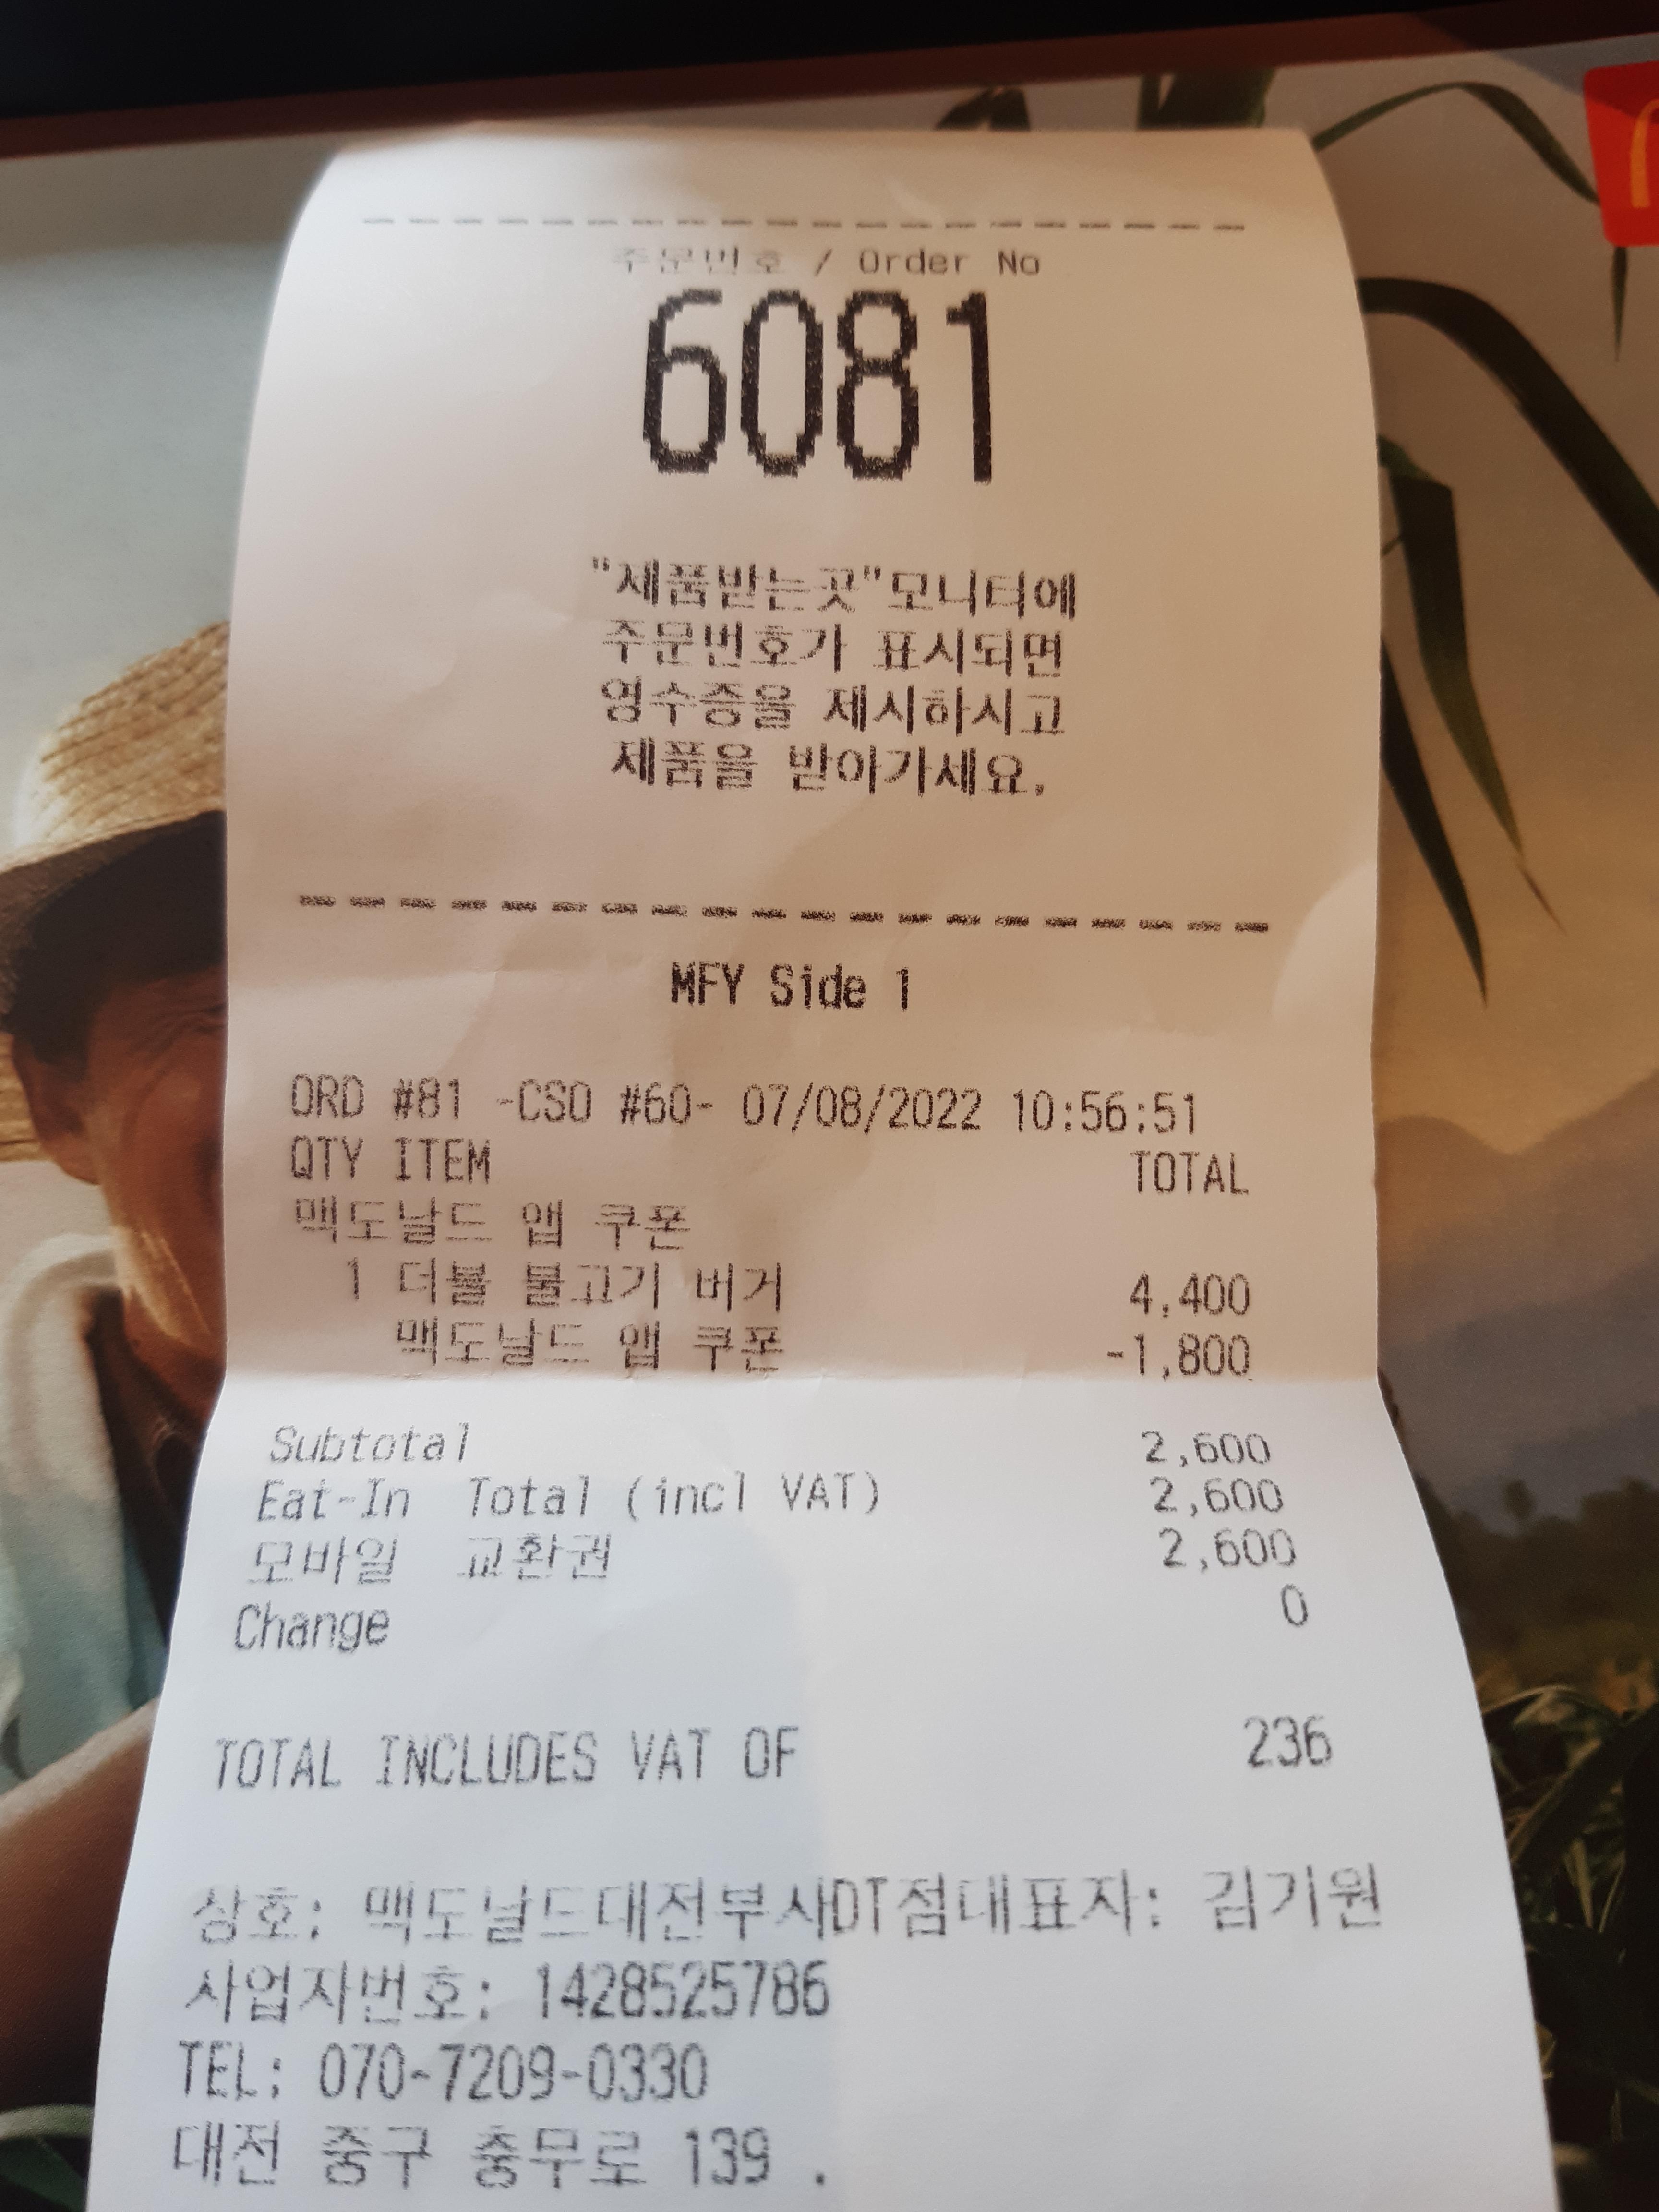 주문번호 / Order No
6081
"제품받는곳"모니터에
주문번호가 표시되면
영수증을 제시하시고
제품을 받아가세요.
MFY Side 1
ORD #81 -CSO #60- 07/08/2022 10:56:51
QTY ITEM TOTAL
맥도날드 앱 쿠폰
1 더블 불고기 버거 4,400
맥도날드 앱 쿠폰 -1,800
Subtotal 2,600
Eat-In Total (incl VAT) 2,600
모바일 교환권 2,600
Change 0
TOTAL INCLUDES VAT OF 236
상호: 맥도날드대전부사DT점대표자: 김기원
사업자번호: 1428525786
TEL: 070-7209-0330
대전 중구 충무로 139 .